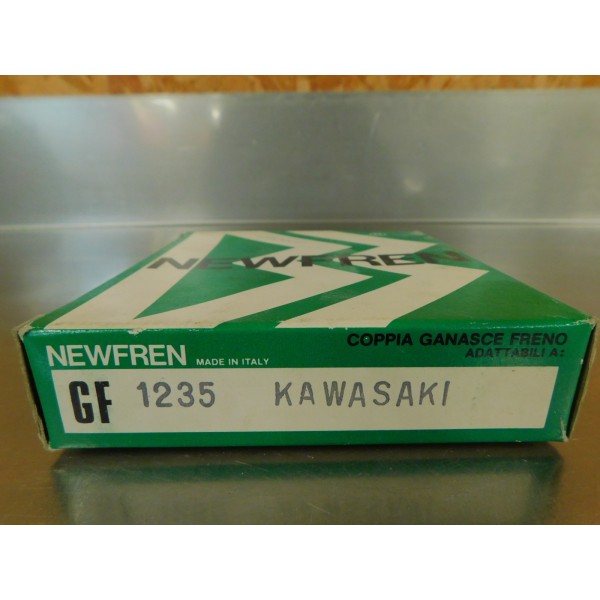 NEWFREN
NEWFREN MADE IN ITALY
COPPIA GANASCE FRENO
ADATTABILI A:
GF 1235 KAWASAKI